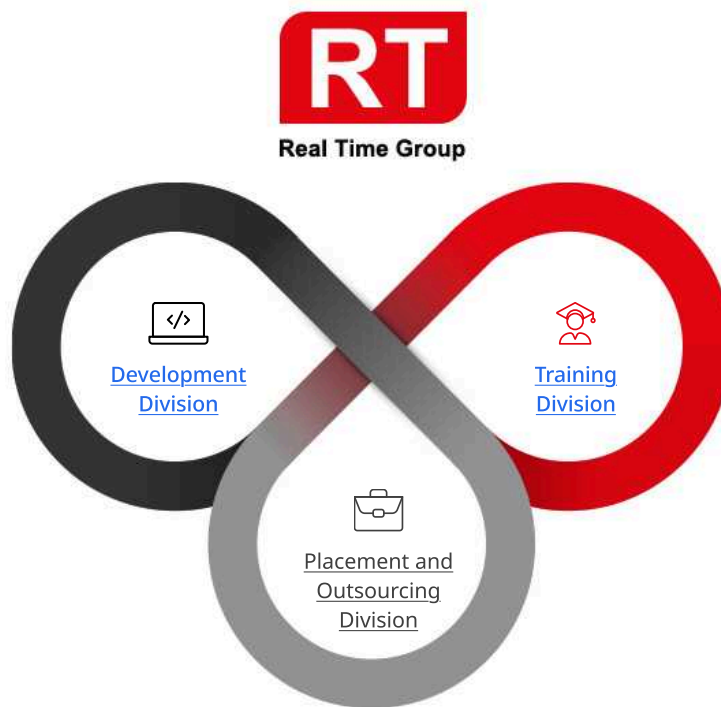 RT
Real Time Group
</>
Development
Division
Training
Division
Placement and
Outsourcing
Division